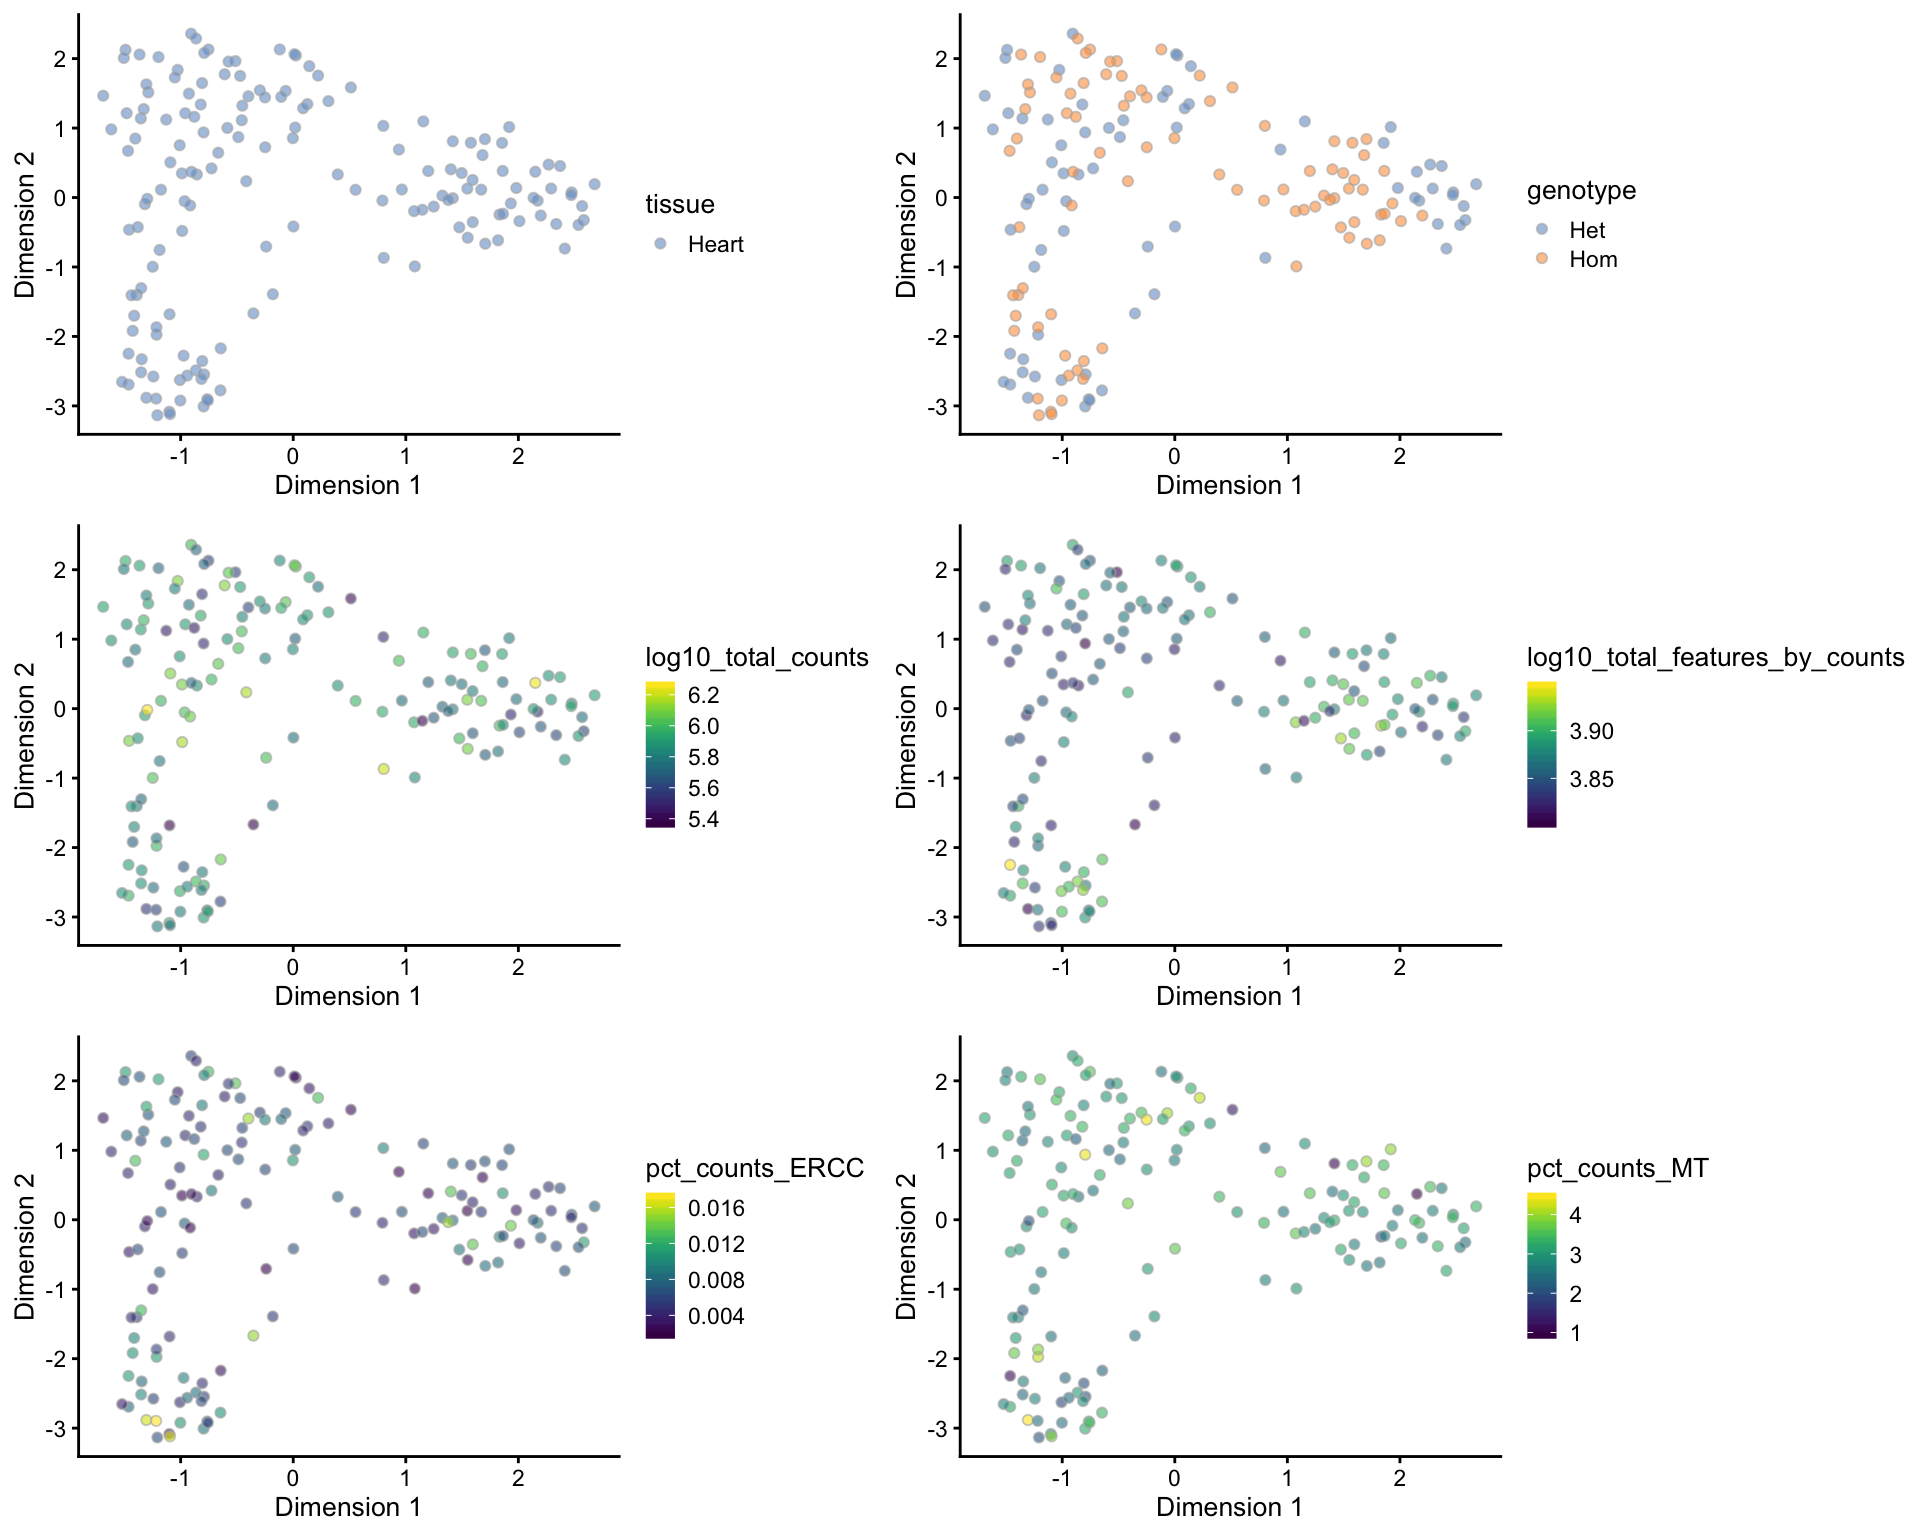 Dimension 2
2
1
0
-1
-2
-3
-1 0 1 2
Dimension 1
tissue
Heart
Dimension 2
2
1
0
-1
-2
-3
-1 0 1 2
Dimension 1
genotype
Het
Hom
Dimension 2
2
1
0
-1
-2
-3
-1 0 1 2
Dimension 1
log10_total_counts
6.2
6.0
5.8
5.6
5.4
Dimension 2
2
1
0
-1
-2
-3
-1 0 1 2
Dimension 1
log10_total_features_by_counts
3.90
3.85
Dimension 2
2
1
0
-1
-2
-3
-1 0 1 2
Dimension 1
pct_counts_ERCC
0.016
0.012
0.008
0.004
Dimension 2
2
1
0
-1
-2
-3
-1 0 1 2
Dimension 1
pct_counts_MT
4
3
2
1